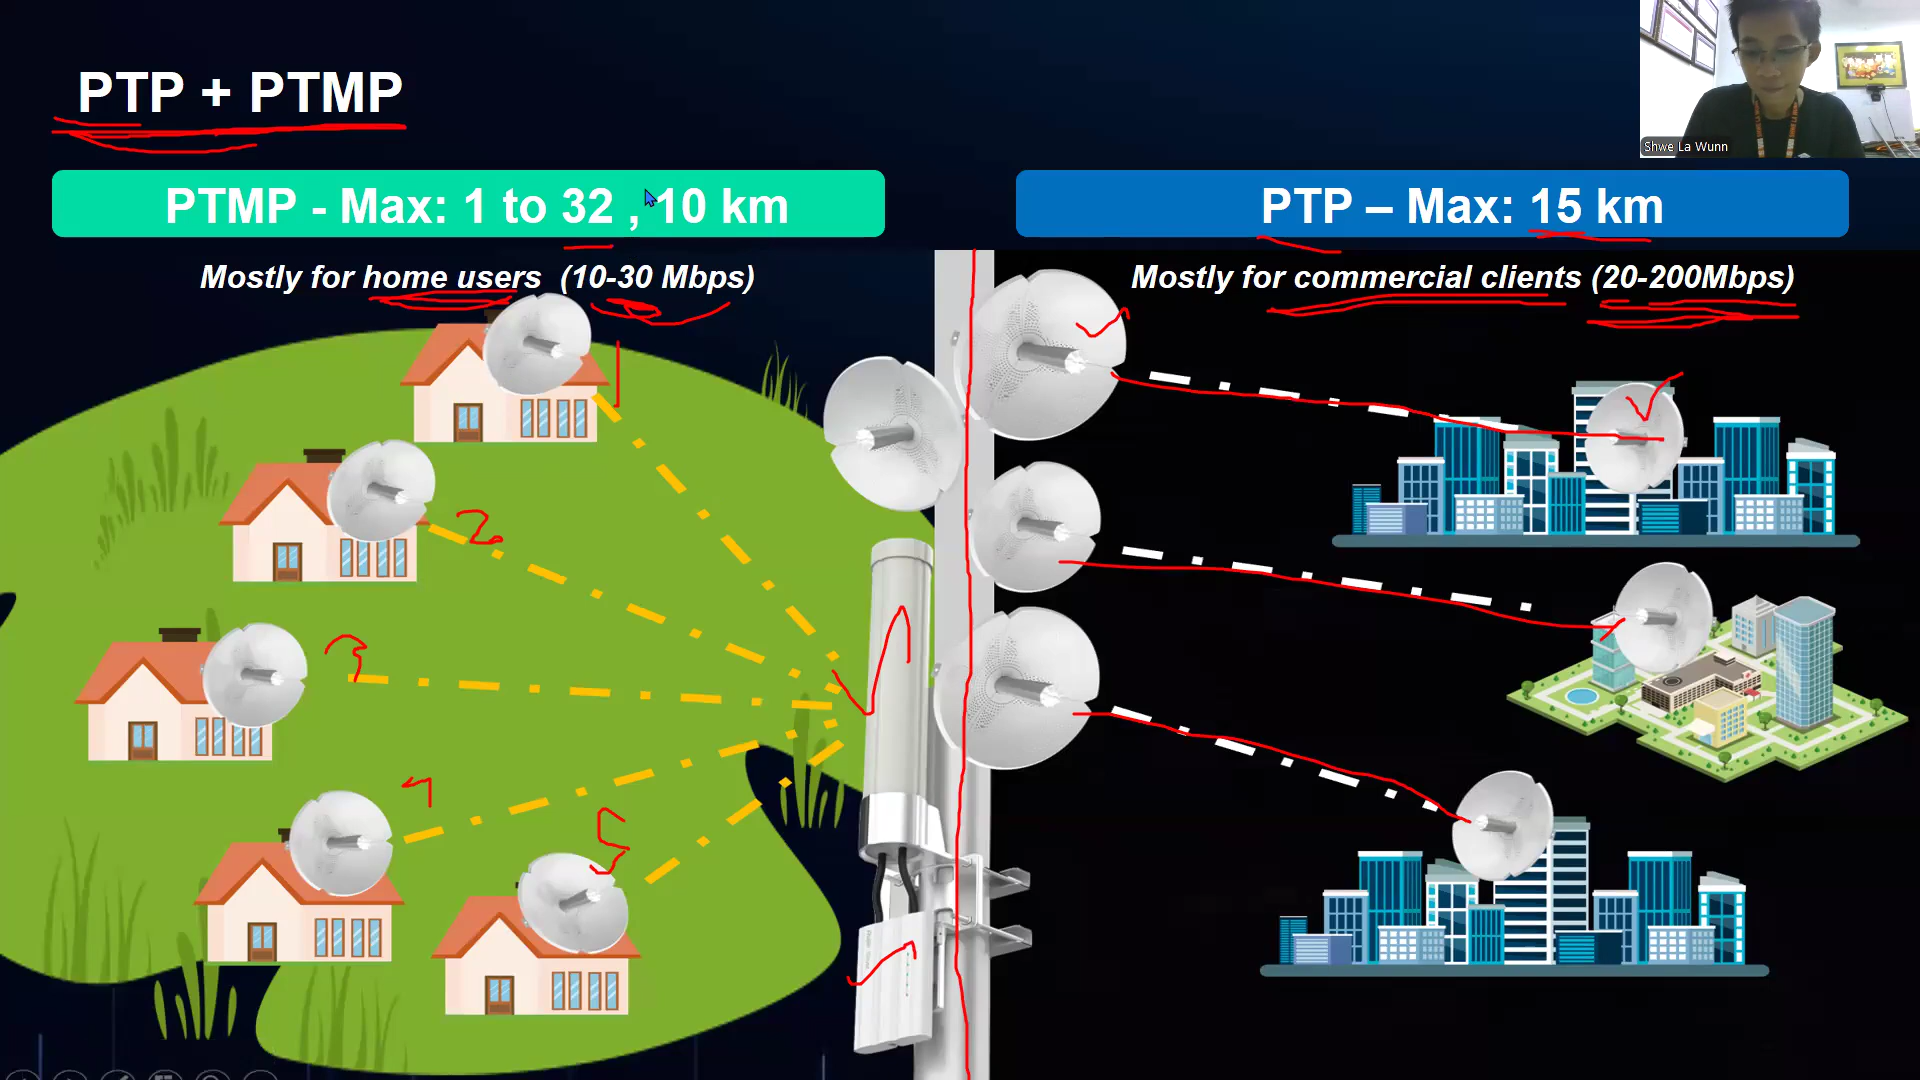 PTP + PTMP
Shwe La Wunn
PTMP - Max: 1 to 32 , 10 km
PTP – Max: 15 km
Mostly for home users (10-30 Mbps)
Mostly for commercial clients (20-200Mbps)
1
2
3
4
5